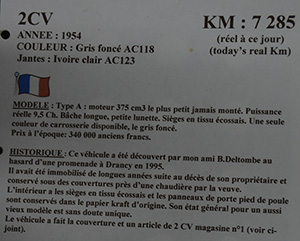 2CV
KM : 7 285
ANNEE : 1954
(réel à ce jour)
COULEUR : Gris foncé AC118
(today's real Km)
Jantes : Ivoire clair AC123
MODELE : Type A : moteur 375 cm3 le plus petit jamais monté. Puissance
réelle 9,5 Ch. Bâche longue, petite lunette. Sièges en tissu écossais. Une seule
couleur de carrosserie disponible, le gris foncé.
Prix à l'époque: 340 000 anciens francs.
HISTORIQUE : Ce véhicule a été découvert par mon ami B.Deltombe au
hasard d'une promenade à Drancy en 1995.
Il avait été immobilisé de longues années suite au décès de son propriétaire et
conservé sous des couvertures près d'une chaudière par la veuve.
L'intérieur a les sièges en tissu écossais et les panneaux de porte pied de poule
sont conservés dans le papier kraft d'origine. Son état général pour un aussi
vieux modèle est sans doute unique.
Le véhicule a fait la couverture et un article de 2 CV magazine n°1 (voir ci-
joint).